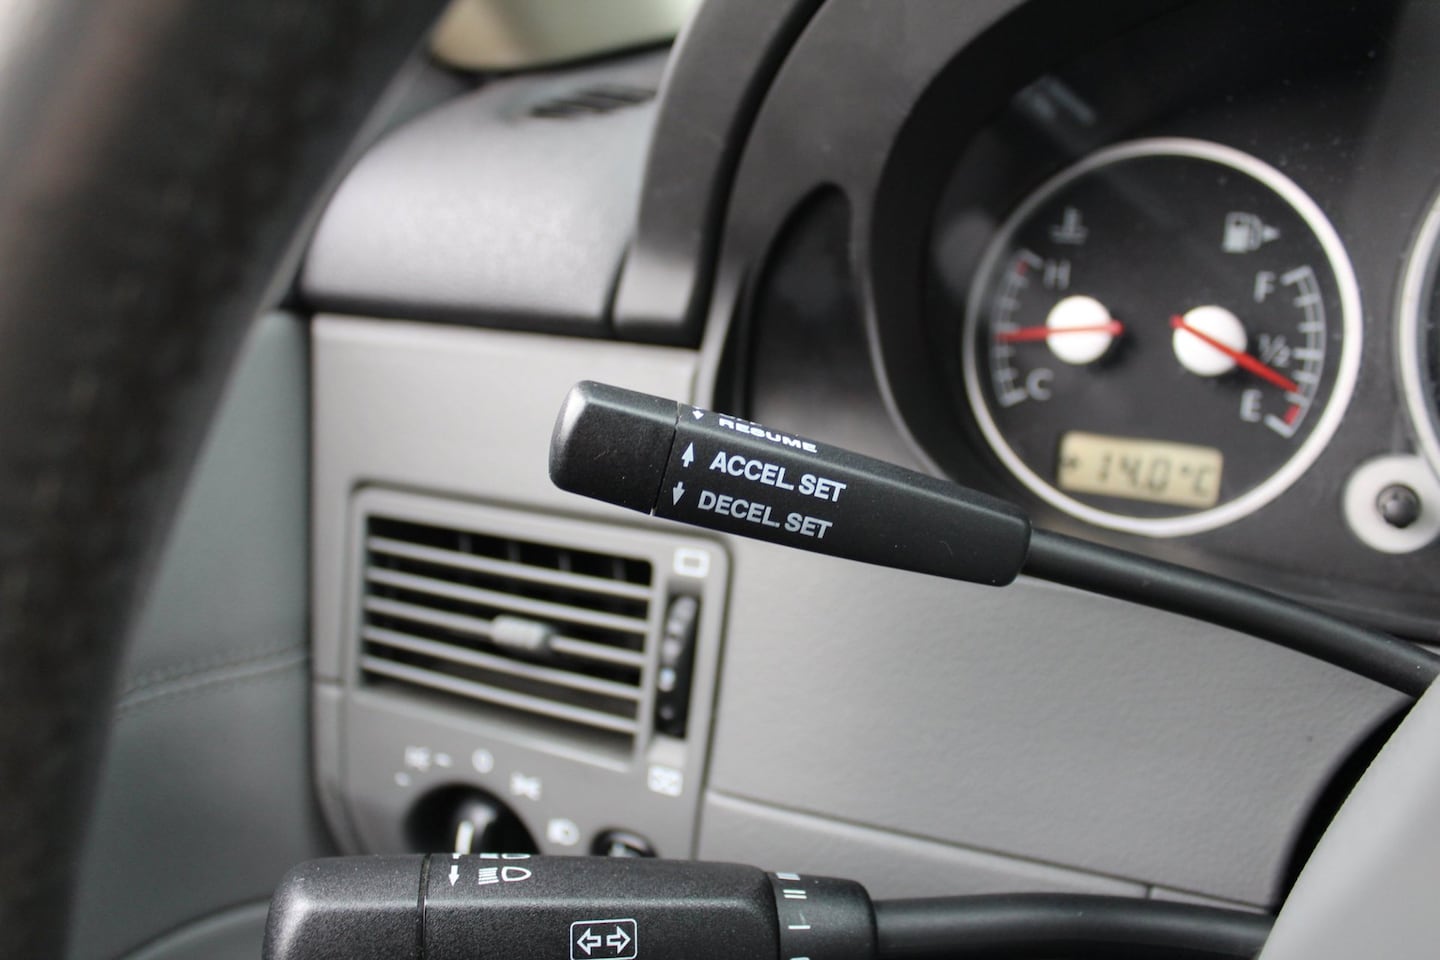 RESUME
ACCEL. SET
DECEL. SET
H
C
F
1/2
E
14.0 °C